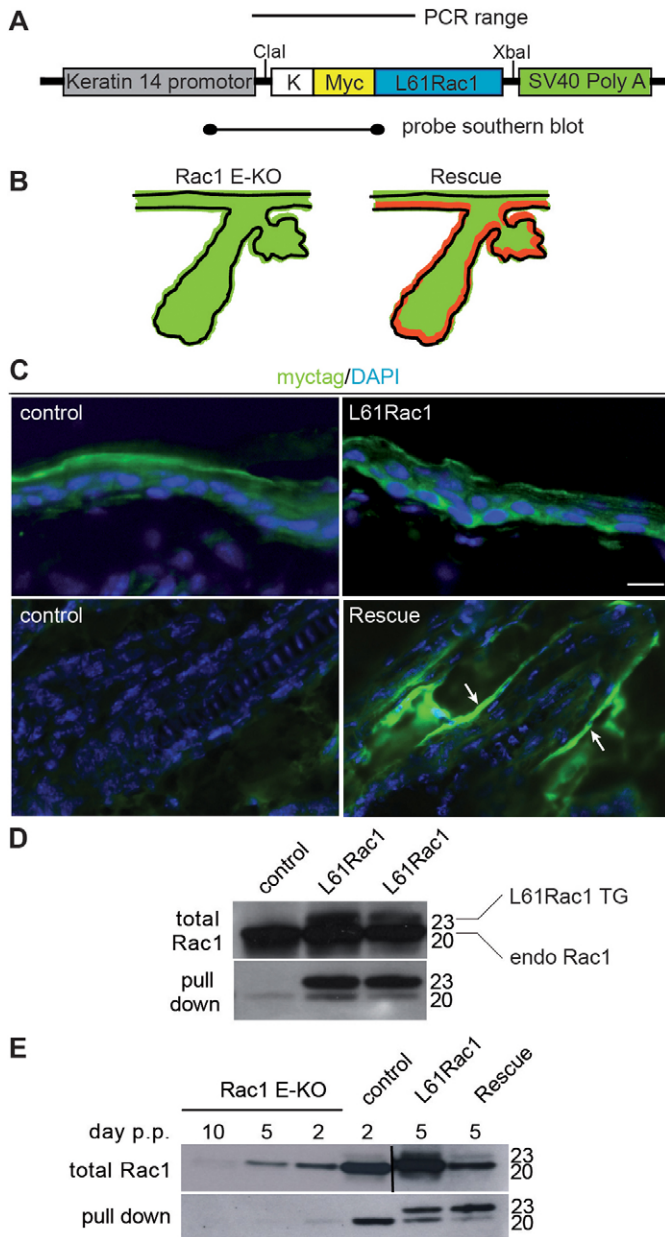 A
PCR range
ClaI
XbaI
Keratin 14 promotor
K
Myc
L61Rac1
SV40 Poly A
probe southern blot
B
Rac1 E-KO
Rescue
C
myctag/DAPI
control
L61Rac1
control
Rescue
D
control
L61Rac1
L61Rac1
total
Rac1
23
20
L61Rac1 TG
endo Rac1
pull
down
23
20
E
Rac1 E-KO
control
L61Rac1
Rescue
day p.p.
10
5
2
2
5
5
total Rac1
23
20
pull down
23
20